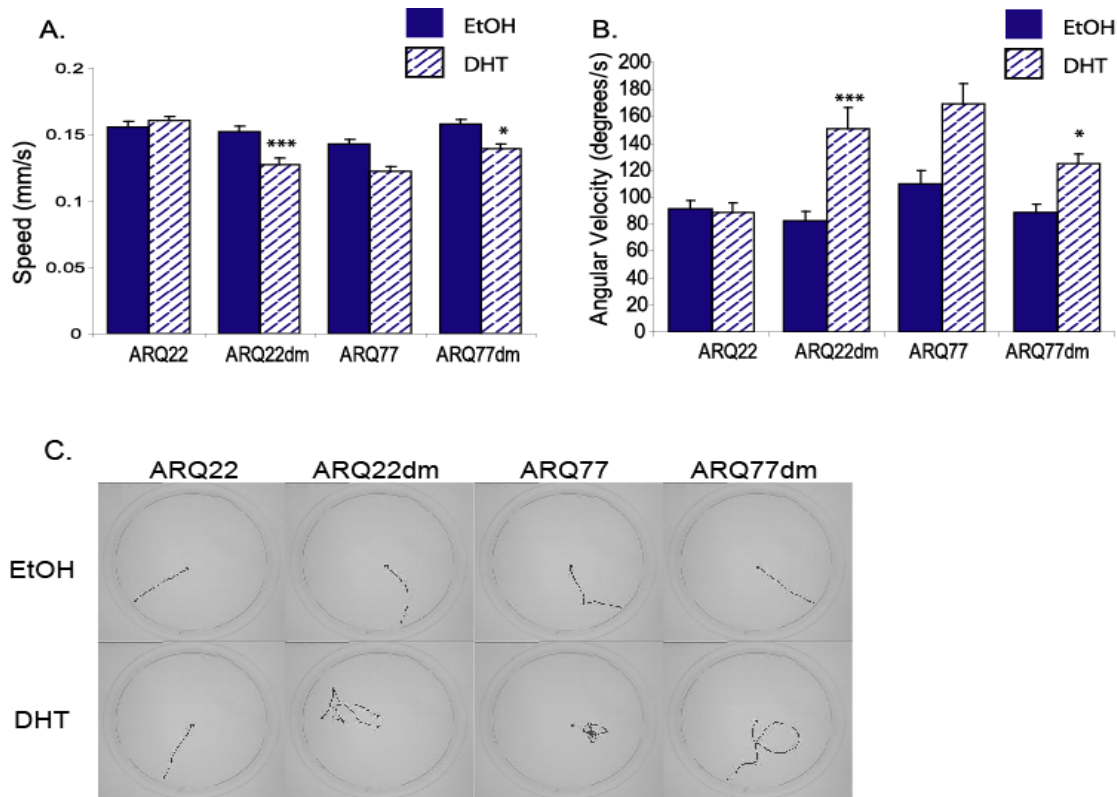 A.
EtOH
DHT
0.2
0.15
0.1
0.05
0
Speed (mm/s)
***
*
ARQ22 ARQ22dm ARQ77 ARQ77dm
B.
EtOH
DHT
200
180
160
140
120
100
80
60
40
20
0
Angular Velocity (degrees/s)
***
*
ARQ22 ARQ22dm ARQ77 ARQ77dm
C.
ARQ22 ARQ22dm ARQ77 ARQ77dm
EtOH
DHT